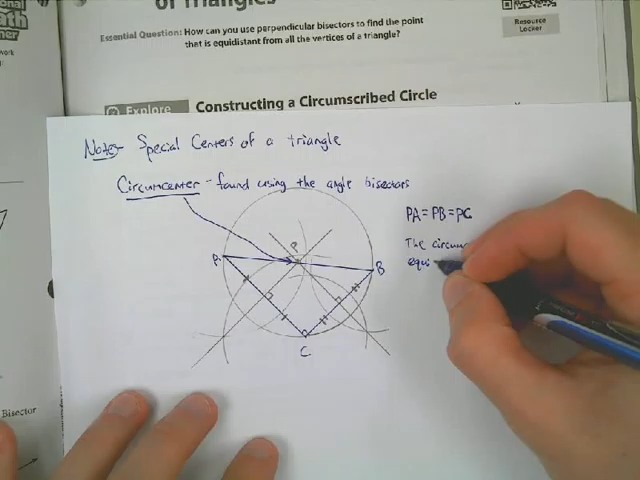 of Triangles
Essential Question: How can you use perpendicular bisectors to find the point
that is equidistant from all the vertices of a triangle?
Resource
Locker
Explore Constructing a Circumscribed Circle
Notes- Special Centers of a triangle
Circumcenter - found using the angle bisectors
PA=PB=PC
The circum
equi
P
A
B
C
Bisector